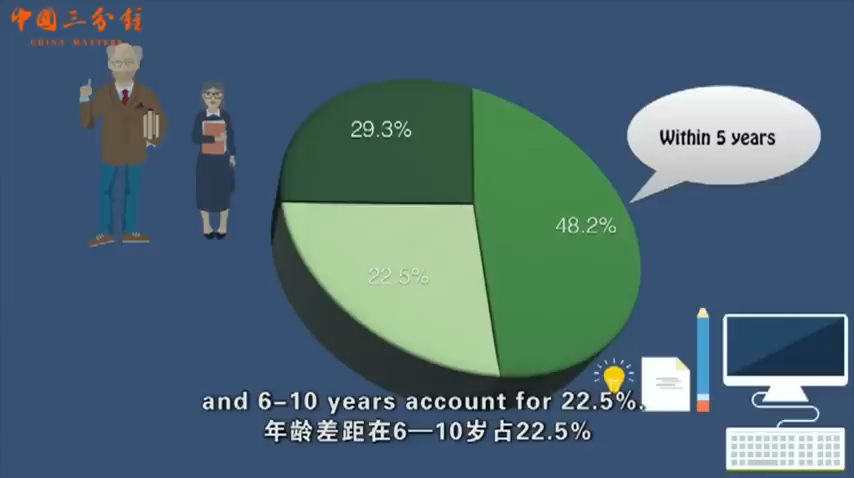 中国三分钟
CHINA MATTERS
29.3%
Within 5 years
48.2%
22.5%
and 6-10 years account for 22.5%.
年龄差距在6—10岁占22.5%